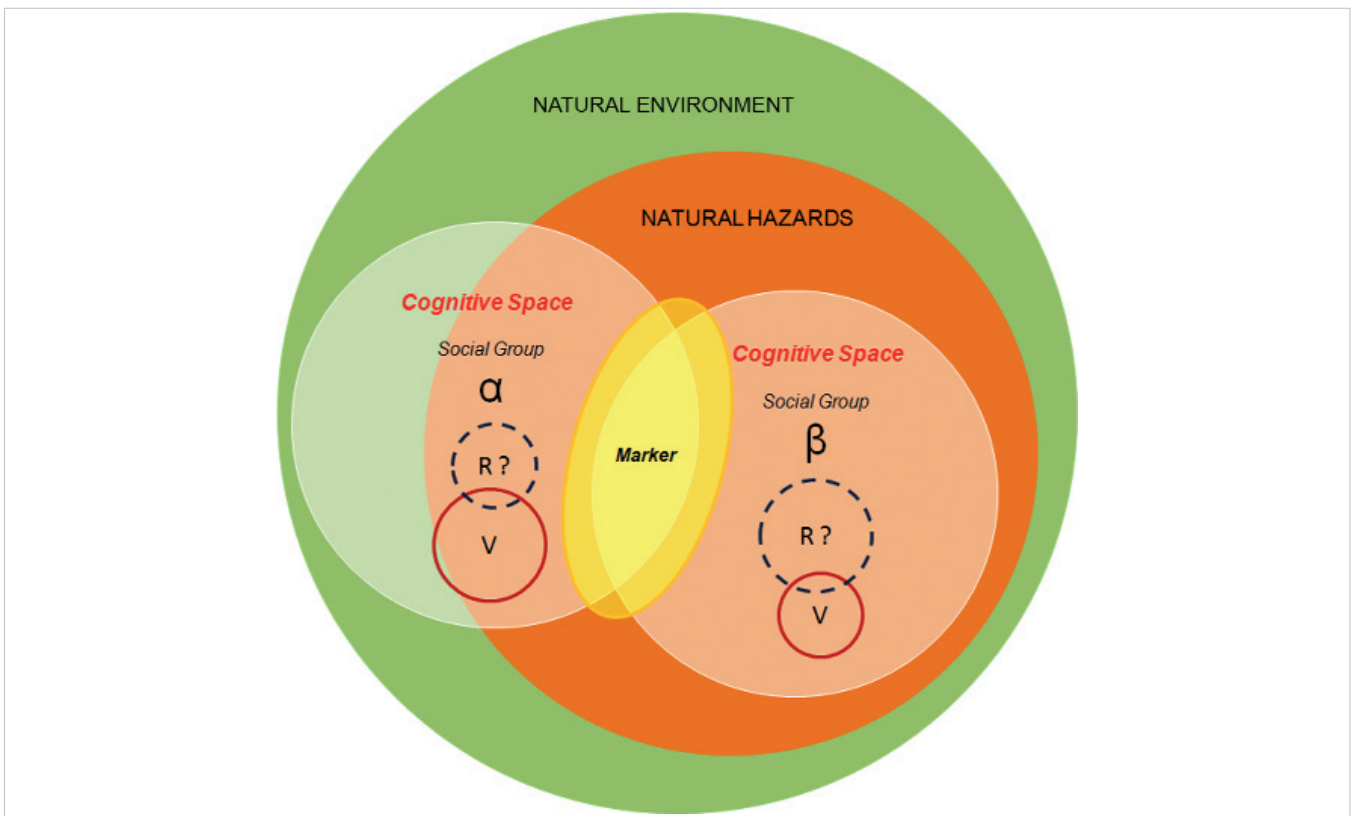 NATURAL ENVIRONMENT
NATURAL HAZARDS
Cognitive Space
Social Group
α
R ?
V
Marker
Cognitive Space
Social Group
β
R ?
V